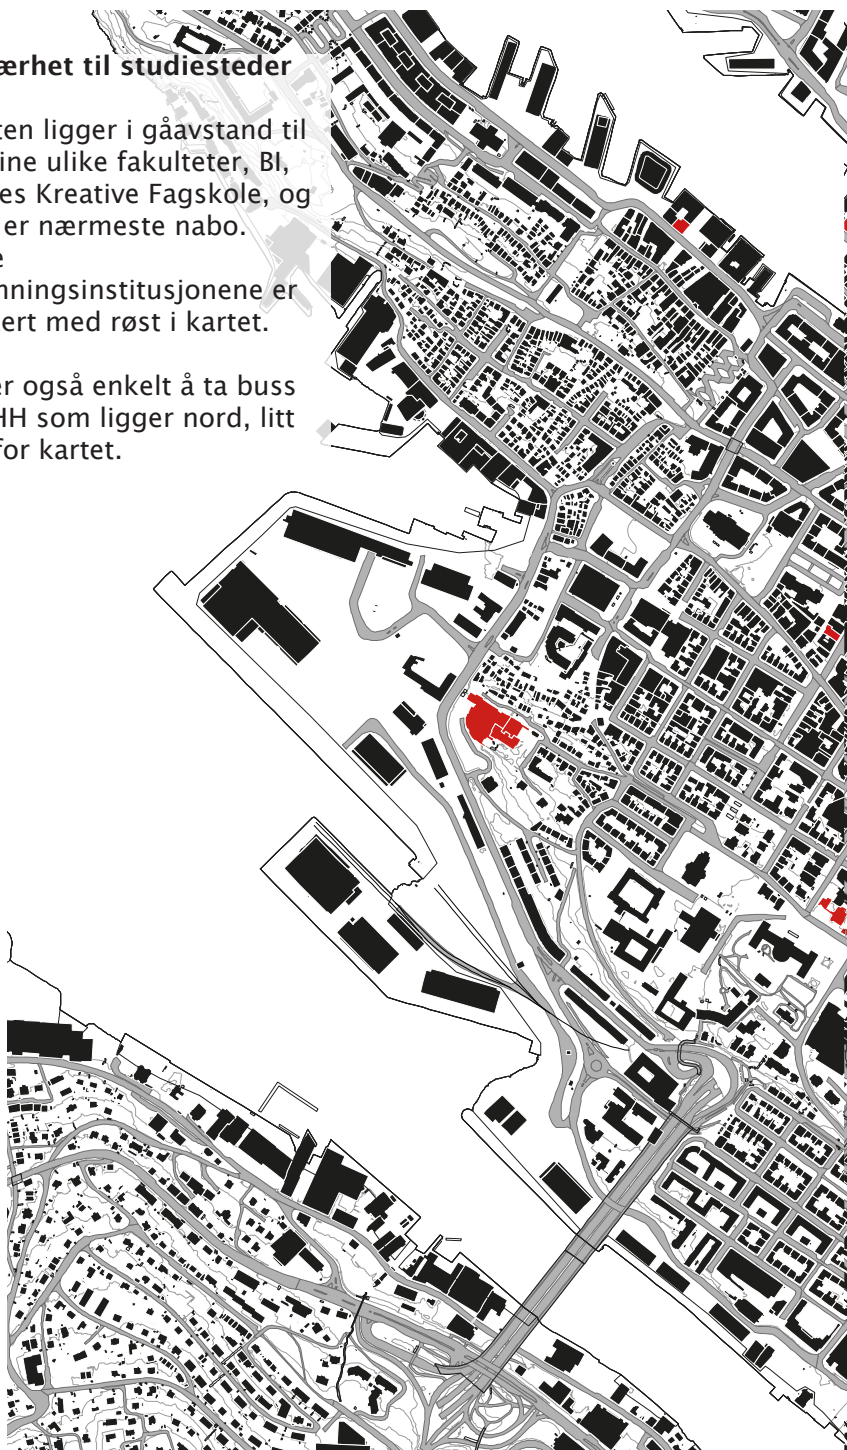 ærhet til studiesteder
ten ligger i gåavstand til
ine ulike fakulteter, BI,
es Kreative Fagskole, og
er nærmeste nabo.
e
nningsinstitusjonene er
ert med røst i kartet.
er også enkelt å ta buss
HH som ligger nord, litt
for kartet.